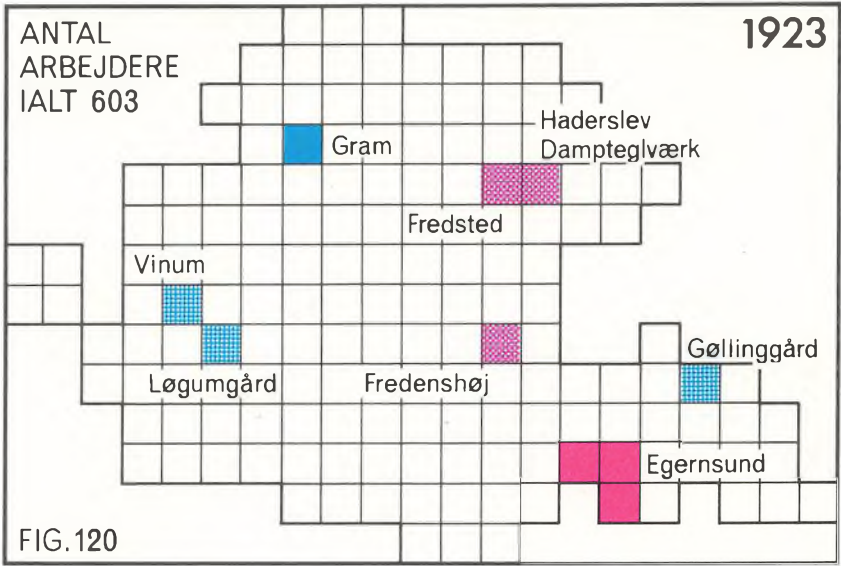 ANTAL
ARBEJDERE
IALT 603
1923
Gram
Haderslev
Dampteglværk
Fredsted
Vinum
Gøllinggård
Løgumgård
Fredenshøj
Egernsund
FIG.120